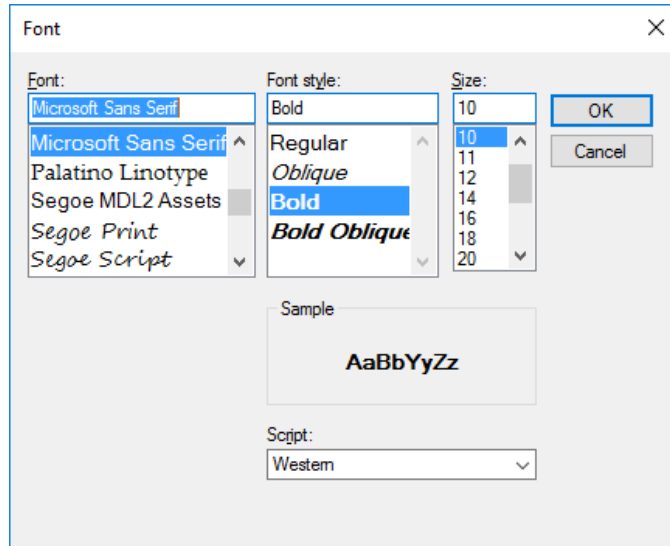 Font
Font:
Microsoft Sans Serif
Microsoft Sans Serif
Palatino Linotype
Segoe MDL2 Assets
Segoe Print
Segoe Script
Font style:
Bold
Regular
Oblique
Bold
Bold Oblique
Size:
10
10
11
12
14
16
18
20
OK
Cancel
Sample
AaBbYyZz
Script:
Western